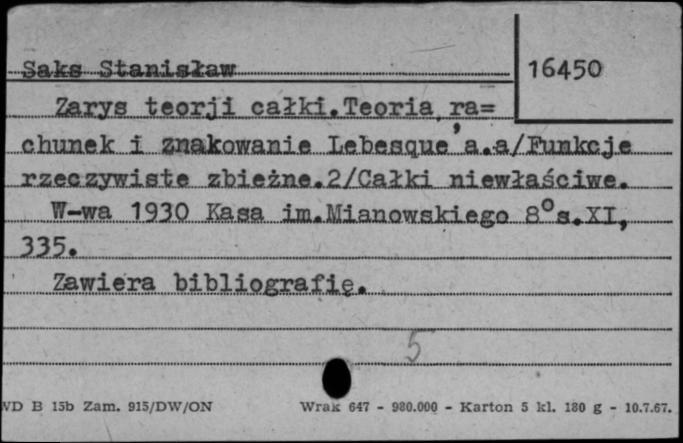 Saks Stanisław
16450
Zarys teorji całki.Teoria ra=
chunek i znakowanie Lebesque'a.a/Funkcje
rzeczywiste zbieżne.2/Całki niewłaściwe.
W-wa 1930 Kasa im.Mianowskiego 8°s.XI,
335.
Zawiera bibliografię.
5
WD B 15b Zam. 915/DW/ON Wrak 647 - 980.000 - Karton 5 kl. 180 g - 10.7.67.